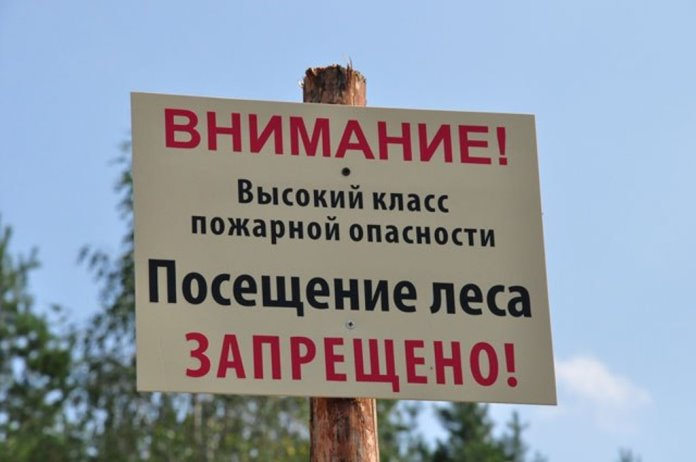 ВНИМАНИЕ!
Высокий класс
пожарной опасности
Посещение леса
ЗАПРЕЩЕНО!